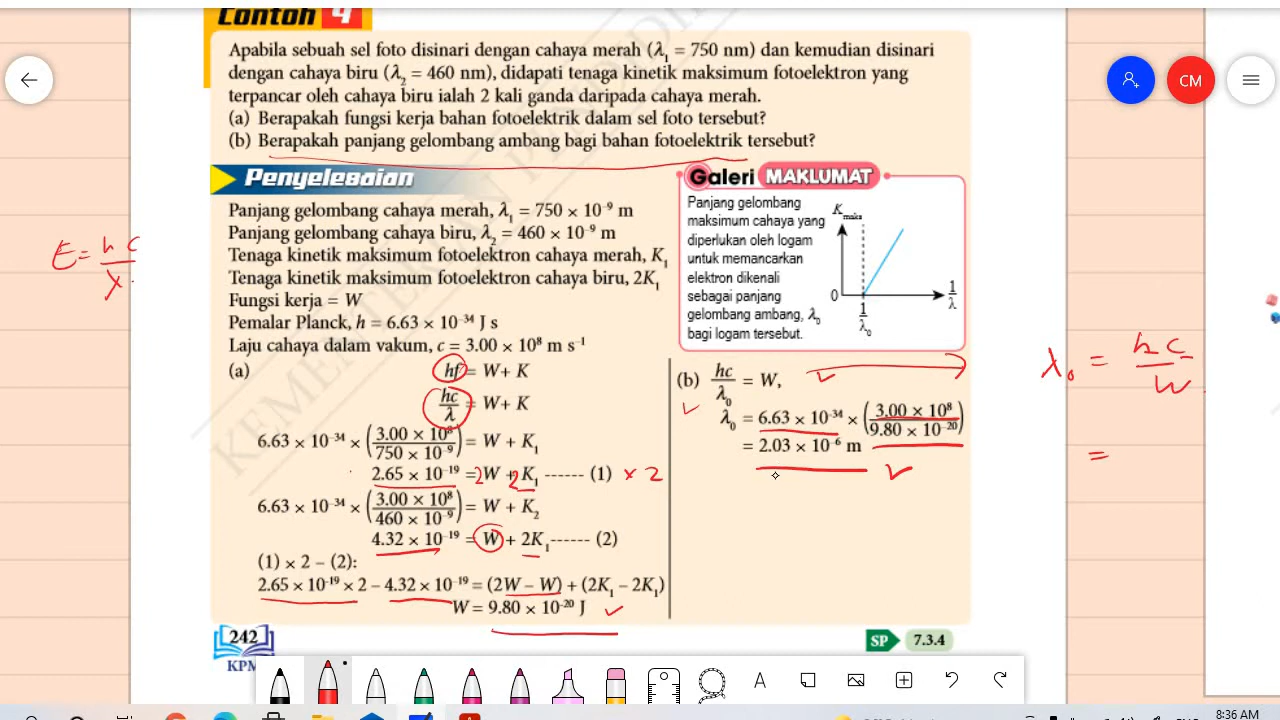 Contoh 4
Apabila sebuah sel foto disinari dengan cahaya merah (λ₁ = 750 nm) dan kemudian disinari
dengan cahaya biru (λ₂ = 460 nm), didapati tenaga kinetik maksimum fotoelektron yang
terpancar oleh cahaya biru ialah 2 kali ganda daripada cahaya merah.
(a) Berapakah fungsi kerja bahan fotoelektrik dalam sel foto tersebut?
(b) Berapakah panjang gelombang ambang bagi bahan fotoelektrik tersebut?
Penyelesaian
Panjang gelombang cahaya merah, λ₁ = 750 × 10⁻⁹ m
Panjang gelombang cahaya biru, λ₂ = 460 × 10⁻⁹ m
Tenaga kinetik maksimum fotoelektron cahaya merah, K₁
Tenaga kinetik maksimum fotoelektron cahaya biru, 2K₁
Fungsi kerja = W
Pemalar Planck, h = 6.63 × 10⁻³⁴ J s
Laju cahaya dalam vakum, c = 3.00 × 10⁸ m s⁻¹
(a) hf = W + K
hc/λ = W + K
6.63 × 10⁻³⁴ × (3.00 × 10⁸/750 × 10⁻⁹) = W + K₁
2.65 × 10⁻¹⁹ = 2W + 2K₁ ------ (1) × 2
6.63 × 10⁻³⁴ × (3.00 × 10⁸/460 × 10⁻⁹) = W + K₂
4.32 × 10⁻¹⁹ = W + 2K₁ ------ (2)
(1) × 2 – (2):
2.65 × 10⁻¹⁹ × 2 – 4.32 × 10⁻¹⁹ = (2W – W) + (2K₁ – 2K₁)
W = 9.80 × 10⁻²⁰ J
Galeri MAKLUMAT
Panjang gelombang
maksimum cahaya yang
diperlukan oleh logam
untuk memancarkan
elektron dikenali
sebagai panjang
gelombang ambang, λ₀
bagi logam tersebut.
K maks
0
1/λ₀
1/λ
(b) hc/λ₀ = W,
λ₀ = 6.63 × 10⁻³⁴ × (3.00 × 10⁸/9.80 × 10⁻²⁰)
= 2.03 × 10⁻⁶ m
E = hc/λ
λ₀ = hc/W
=
242
KPM
SP 7.3.4
CM
A
8:36 AM